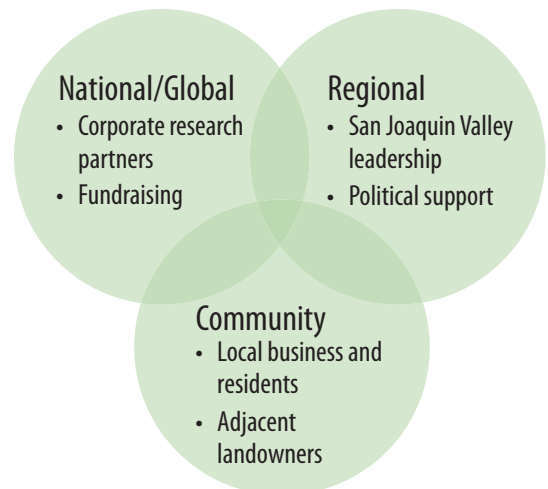 National/Global
• Corporate research
partners
• Fundraising
Regional
• San Joaquin Valley
leadership
• Political support
Community
• Local business and
residents
• Adjacent
landowners